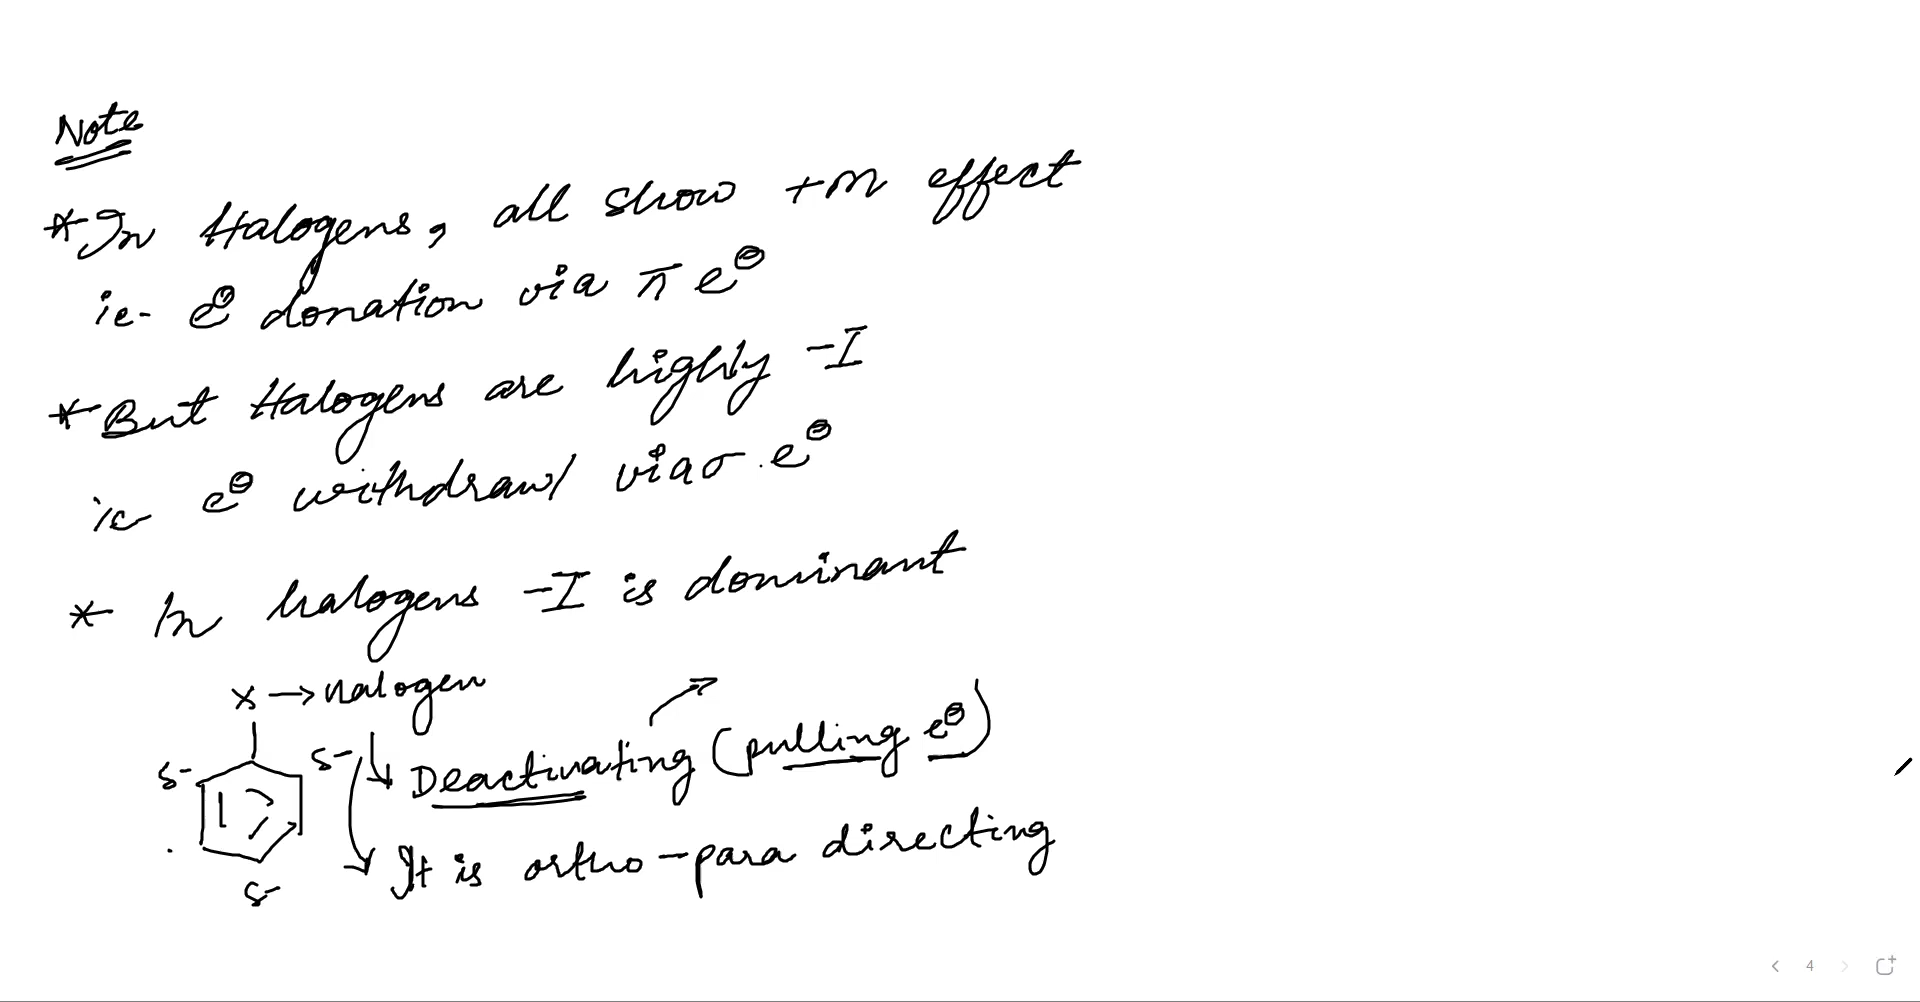 Note
* In Halogens, all show +M effect
ie- e⊖ donation via π e⊖
* But Halogens are highly -I
ie- e⊖ withdrawl via σ e⊖
* In halogens -I is dominant
X → Halogen
δ- δ- Deactivating (pulling e⊖)
It is ortho-para directing
δ-
4